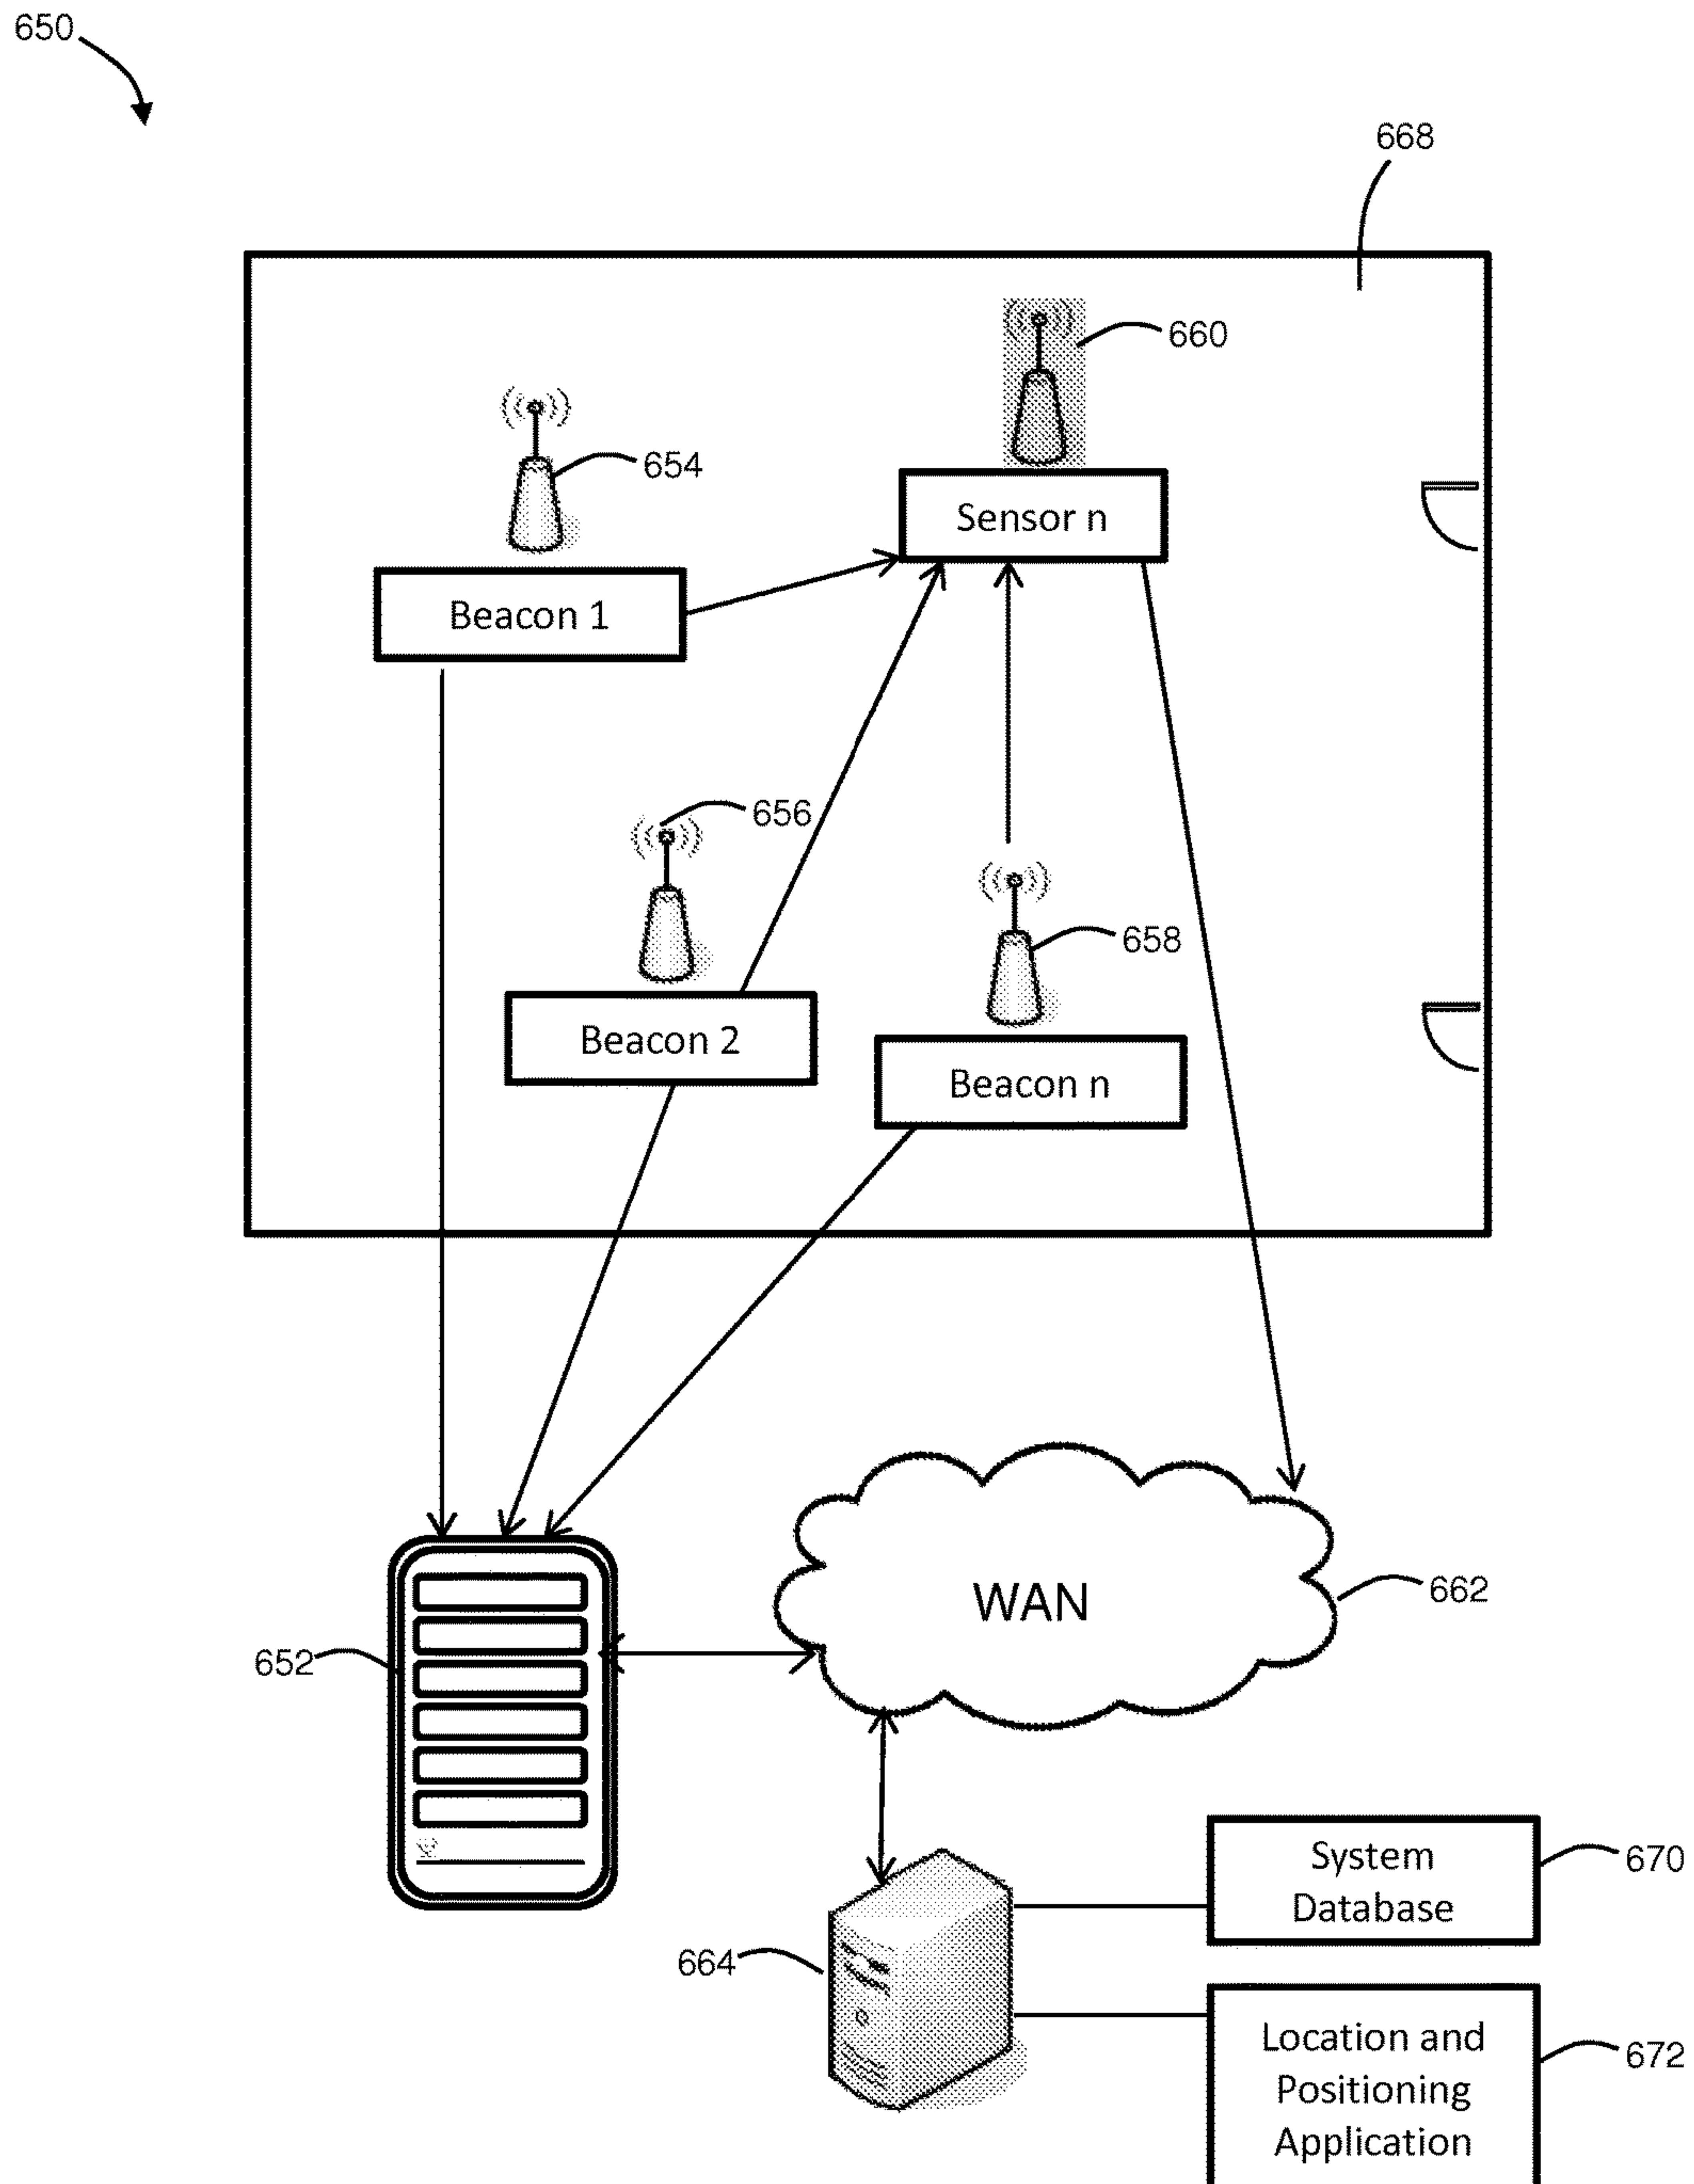 650
668
660
654
Sensor n
Beacon 1
656
658
Beacon 2
Beacon n
WAN
662
652
System
Database
670
664
Location and
Positioning
Application
672